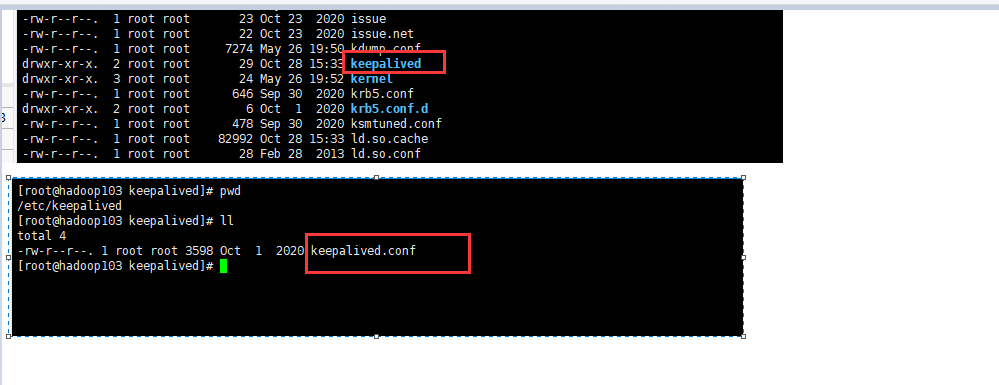 -rw-r--r--. 1 root root 23 Oct 23 2020 issue
-rw-r--r--. 1 root root 22 Oct 23 2020 issue.net
-rw-r--r--. 1 root root 7274 May 26 19:50 kdump.conf
drwxr-xr-x. 2 root root 29 Oct 28 15:33 keepalived
drwxr-xr-x. 3 root root 24 May 26 19:52 kernel
-rw-r--r--. 1 root root 646 Sep 30 2020 krb5.conf
drwxr-xr-x. 2 root root 6 Oct 1 2020 krb5.conf.d
-rw-r--r--. 1 root root 478 Sep 30 2020 ksmtuned.conf
-rw-r--r--. 1 root root 82992 Oct 28 15:33 ld.so.cache
-rw-r--r--. 1 root root 28 Feb 28 2013 ld.so.conf
[root@hadoop103 keepalived]# pwd
/etc/keepalived
[root@hadoop103 keepalived]# ll
total 4
-rw-r--r--. 1 root root 3598 Oct 1 2020 keepalived.conf
[root@hadoop103 keepalived]#